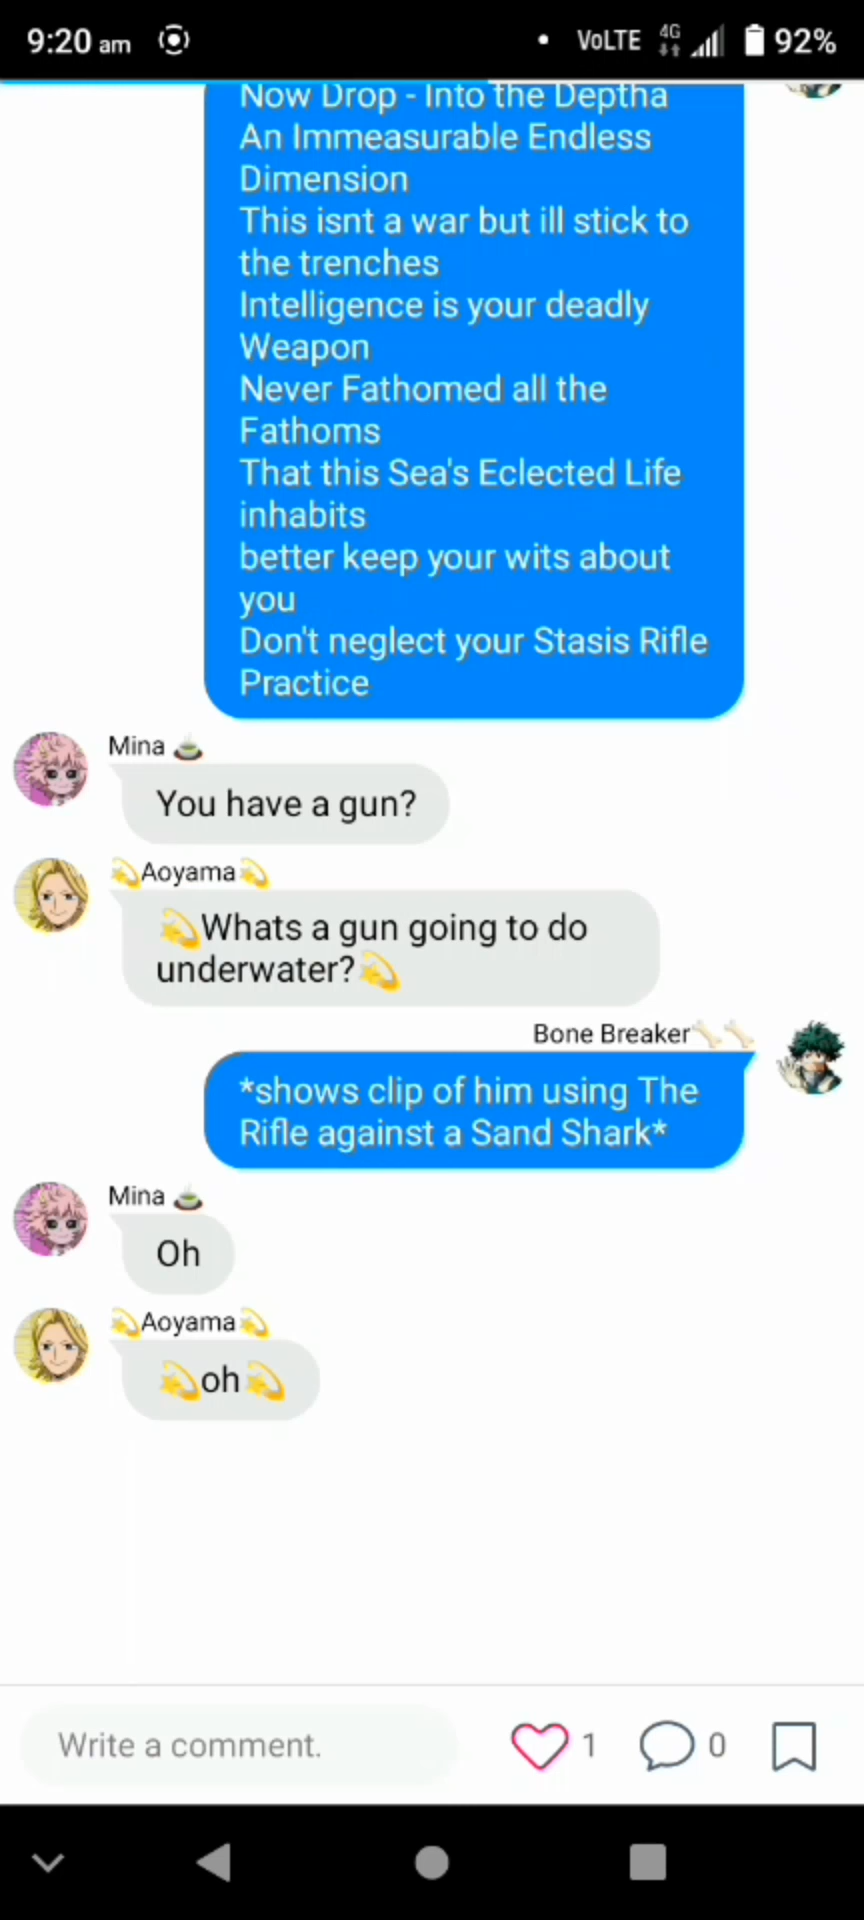 9:20 am
VoLTE 4G 92%
Now Drop - Into the Deptha
An Immeasurable Endless
Dimension
This isnt a war but ill stick to
the trenches
Intelligence is your deadly
Weapon
Never Fathomed all the
Fathoms
That this Sea's Eclected Life
inhabits
better keep your wits about
you
Don't neglect your Stasis Rifle
Practice
Mina 🍵
You have a gun?
💫Aoyama💫
💫Whats a gun going to do
underwater?💫
Bone Breaker🦴🦴
*shows clip of him using The
Rifle against a Sand Shark*
Mina 🍵
Oh
💫Aoyama💫
💫oh💫
Write a comment.
1
0